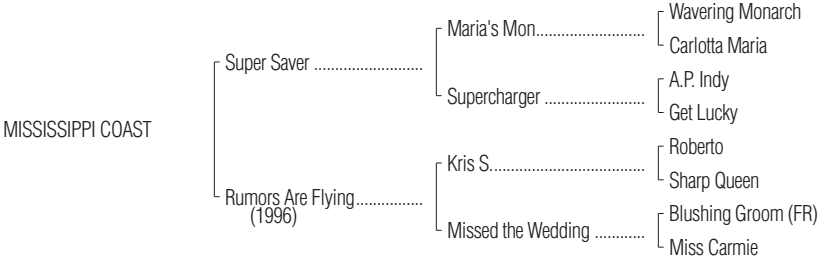 Wavering Monarch
Maria's Mon..........................
Carlotta Maria
Super Saver ..........................
A.P. Indy
Supercharger ........................
Get Lucky
MISSISSIPPI COAST
Roberto
Kris S.....................................
Sharp Queen
Rumors Are Flying................
(1996)
Blushing Groom (FR)
Missed the Wedding ............
Miss Carmie